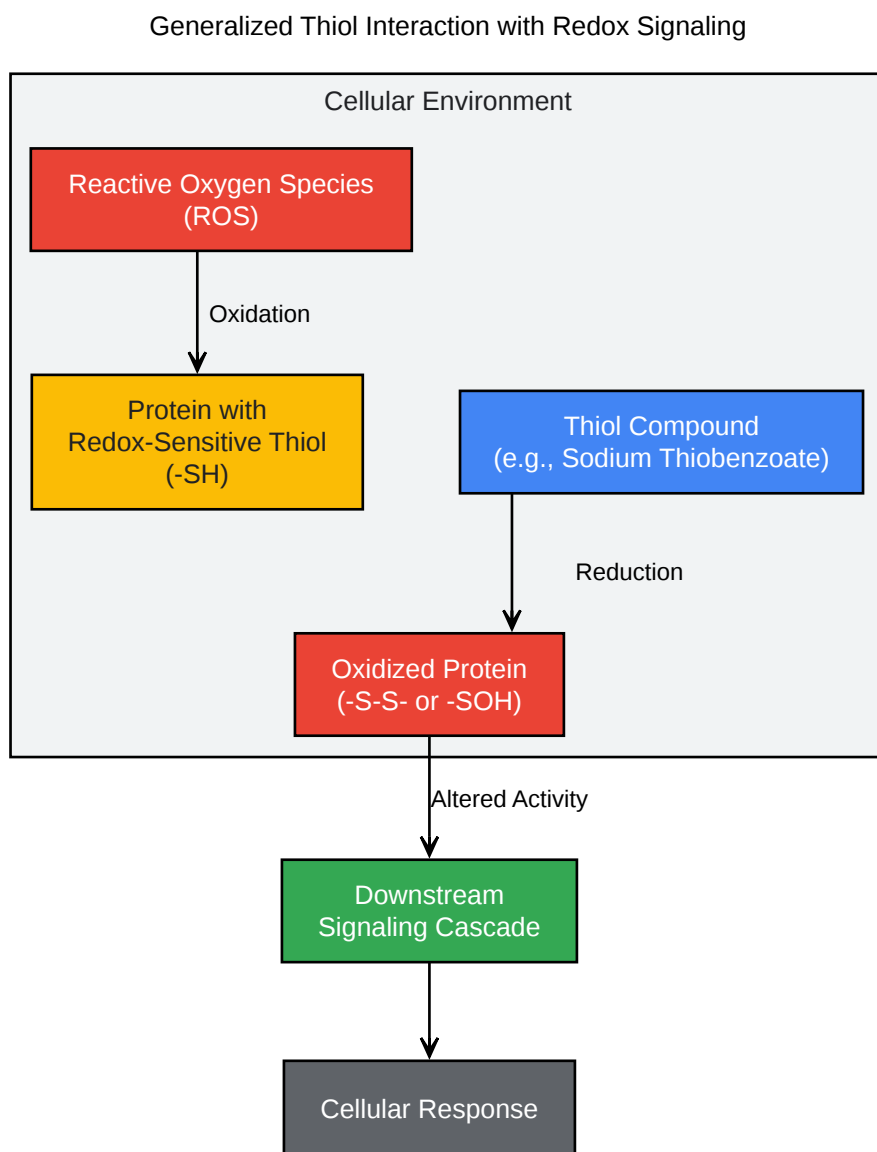 Generalized Thiol Interaction with Redox Signaling
Cellular Environment
Reactive Oxygen Species
(ROS)
Oxidation
Protein with
Redox-Sensitive Thiol
(-SH)
Thiol Compound
(e.g., Sodium Thiobenzoate)
Reduction
Oxidized Protein
(-S-S- or -SOH)
Altered Activity
Downstream
Signaling Cascade
Cellular Response